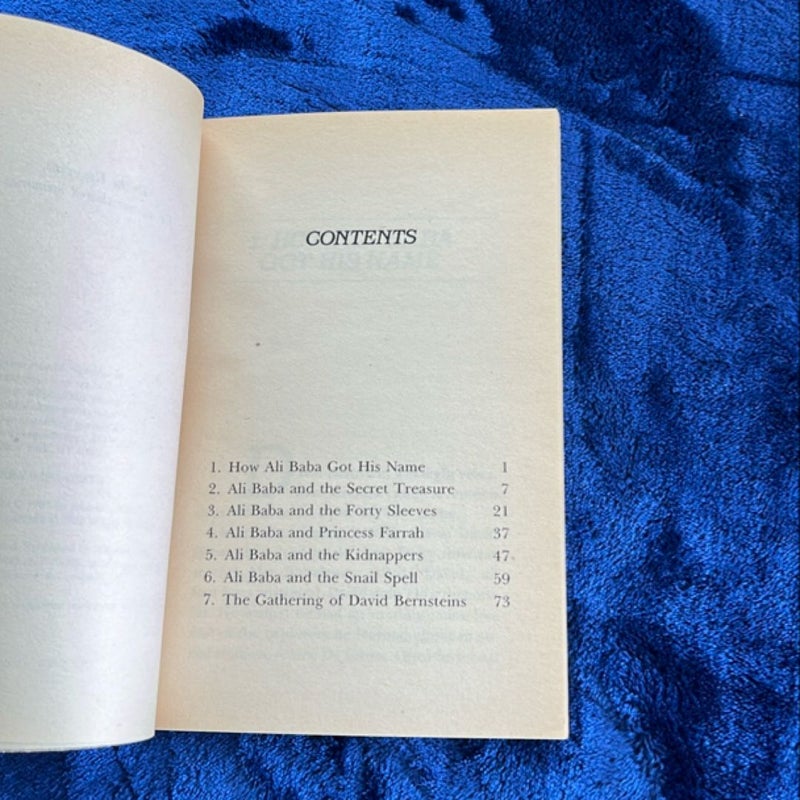 CONTENTS
1. How Ali Baba Got His Name 1
2. Ali Baba and the Secret Treasure 7
3. Ali Baba and the Forty Sleeves 21
4. Ali Baba and Princess Farrah 37
5. Ali Baba and the Kidnappers 47
6. Ali Baba and the Snail Spell 59
7. The Gathering of David Bernsteins 73